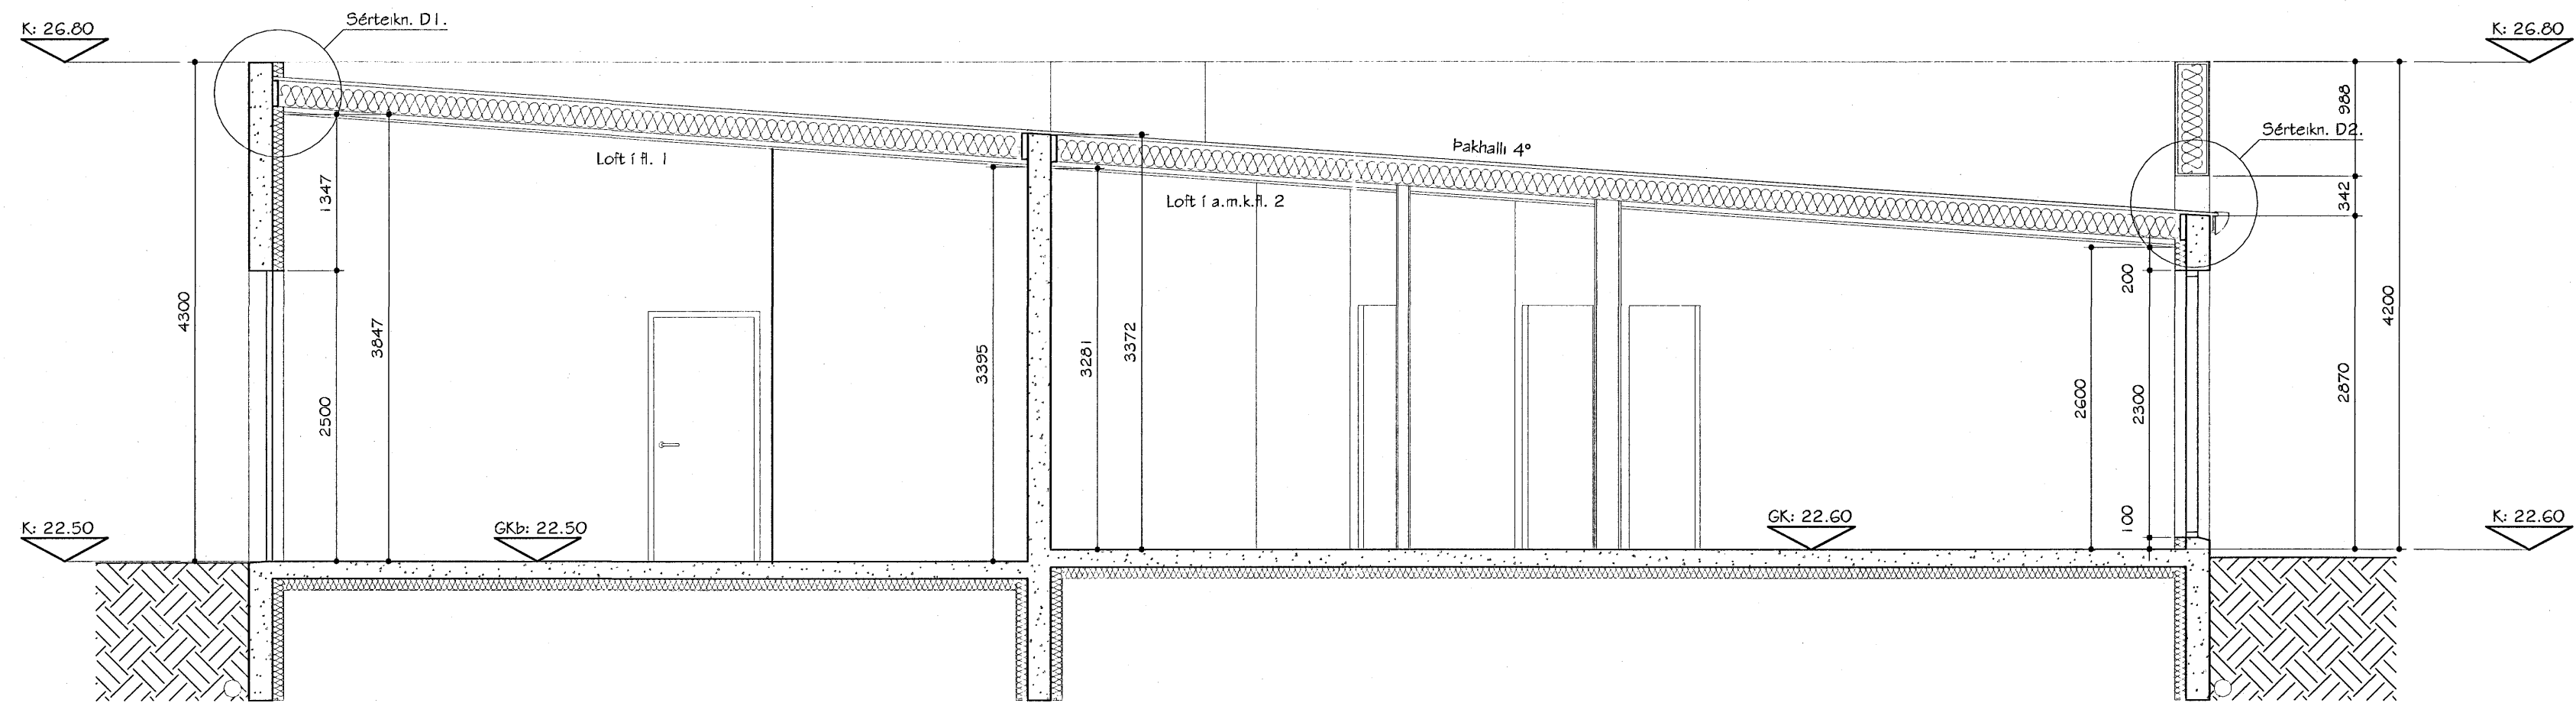 Sérteikn. D1.
K: 26.80
K: 26.80
988
Sérteikn. D2.
Þakhalli 4°
Loft í fl. 1
Loft í a.m.k.fl. 2
1347
342
200
4300
3847
3395
3281
3372
4200
2500
2600
2300
2870
100
K: 22.50
GKb: 22.50
GK: 22.60
K: 22.60